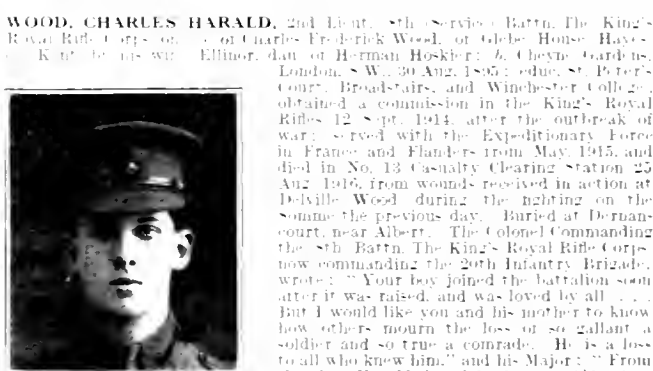 WOOD, CHARLES HARALD, 2nd Lieut., 8th (Service) Battn. The King's
Royal Rifle Corps, of Charles Frederick Wood, of Glebe House, Hayes,
Kent, by his wife, Ellinor, dau. of Herman Hoskier; b. Cheyne Gardens,
London, S.W., 30 Aug. 1895; educ. St. Peter's
Court, Broadstairs, and Winchester College,
obtained a commission in the King's Royal
Rifles 12 Sept. 1914, after the outbreak of
war; served with the Expeditionary Force
in France and Flanders from May, 1915, and
died in No. 13 Casualty Clearing Station 25
Aug. 1916, from wounds received in action at
Delville Wood during the fighting on the
Somme the previous day. Buried at Dernan-
court, near Albert. The Colonel Commanding
the 8th Battn. The King's Royal Rifle Corps,
now commanding the 20th Infantry Brigade,
wrote: " Your boy joined the battalion soon
after it was raised, and was loved by all . . .
But I would like you and his mother to know
how others mourn the loss of so gallant a
soldier and so true a comrade. He is a loss
to all who knew him," and his Major: " From